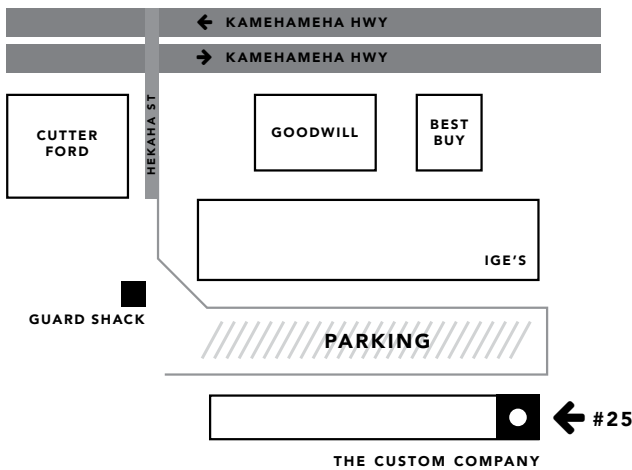 KAMEHAMEHA HWY
KAMEHAMEHA HWY
HEKAHA ST
CUTTER
FORD
GOODWILL
BEST
BUY
IGE'S
GUARD SHACK
PARKING
#25
THE CUSTOM COMPANY